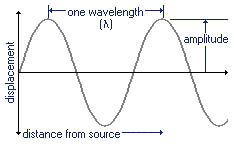 one wavelength
(λ)
amplitude
displacement
distance from source